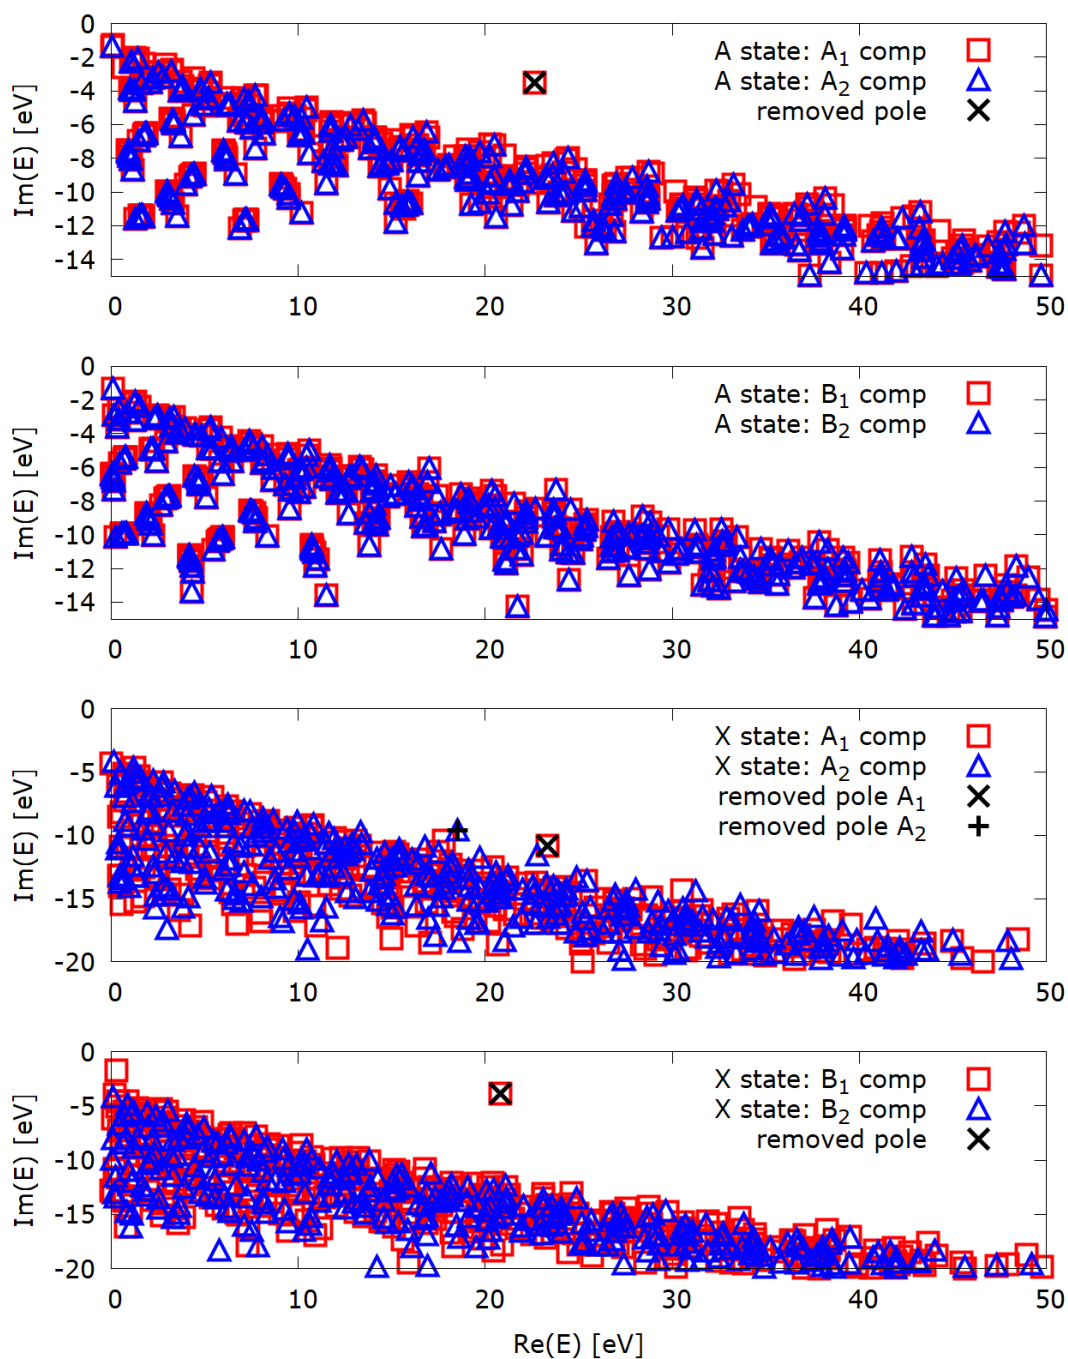 0
-2
-4
-6
-8
-10
-12
-14
Im(E) [eV]
A state: A₁ comp
A state: A₂ comp
removed pole
0 10 20 30 40 50
0
-2
-4
-6
-8
-10
-12
-14
Im(E) [eV]
A state: B₁ comp
A state: B₂ comp
0 10 20 30 40 50
0
-5
-10
-15
-20
Im(E) [eV]
X state: A₁ comp
X state: A₂ comp
removed pole A₁
removed pole A₂
0 10 20 30 40 50
0
-5
-10
-15
-20
Im(E) [eV]
X state: B₁ comp
X state: B₂ comp
removed pole
0 10 20 30 40 50
Re(E) [eV]